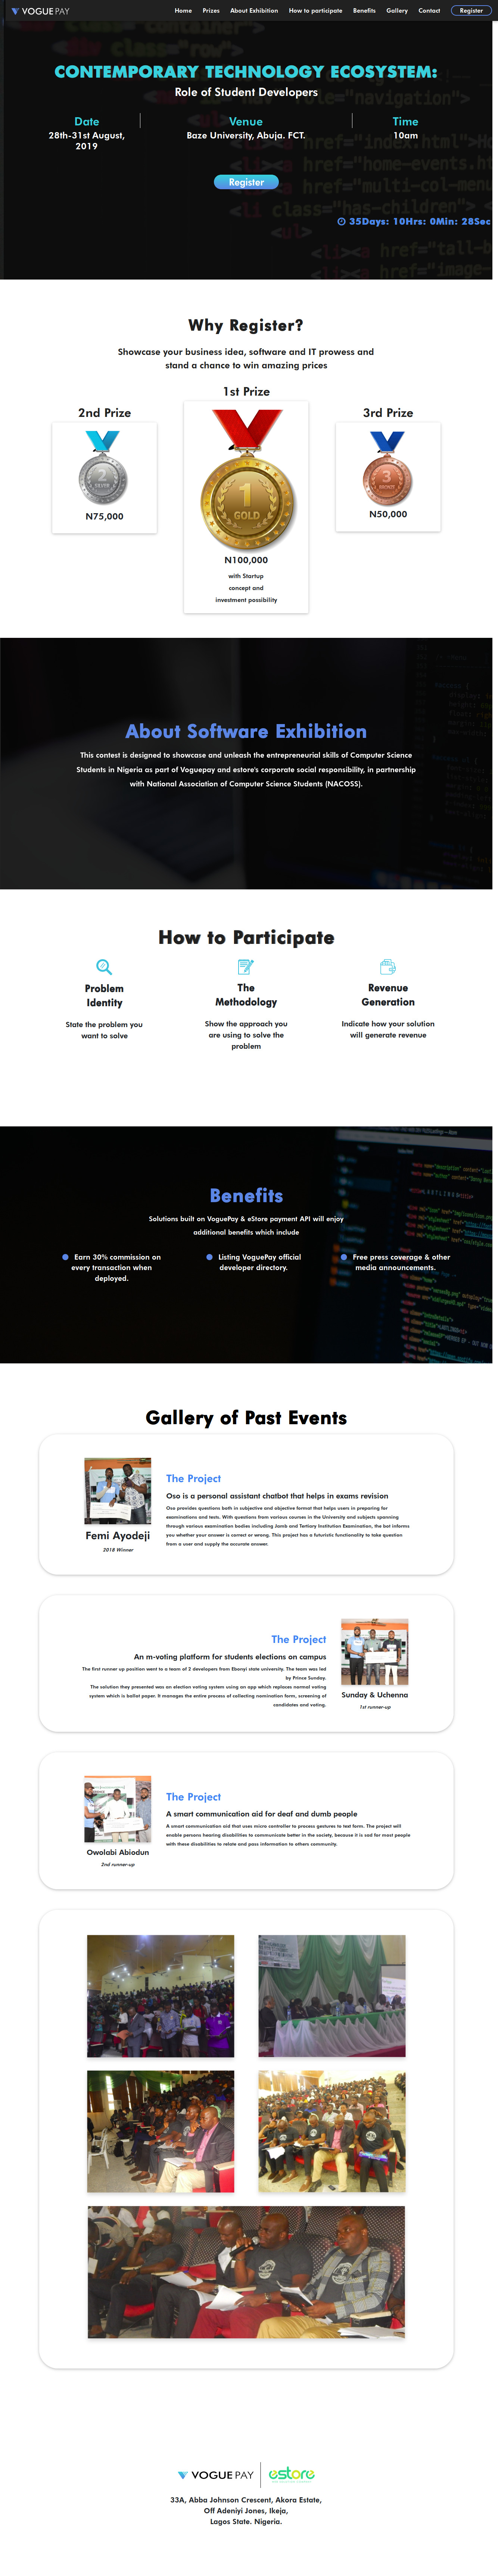 VOGUEPAY
Home Prizes About Exhibition How to participate Benefits Gallery Contact Register
CONTEMPORARY TECHNOLOGY ECOSYSTEM:
Role of Student Developers
Date
28th-31st August,
2019
Venue
Baze University, Abuja. FCT.
Time
10am
Register
35Days: 10Hrs: 0Min: 28Sec
Why Register?
Showcase your business idea, software and IT prowess and
stand a chance to win amazing prices
2nd Prize
2
SILVER
N75,000
1st Prize
1
GOLD
N100,000
with Startup
concept and
investment possibility
3rd Prize
3
BRONZE
N50,000
About Software Exhibition
This contest is designed to showcase and unleash the entrepreneurial skills of Computer Science
Students in Nigeria as part of Voguepay and estore's corporate social responsibility, in partnership
with National Association of Computer Science Students (NACOSS).
How to Participate
Problem
Identity
State the problem you
want to solve
The
Methodology
Show the approach you
are using to solve the
problem
Revenue
Generation
Indicate how your solution
will generate revenue
Benefits
Solutions built on VoguePay & eStore payment API will enjoy
additional benefits which include
Earn 30% commission on
every transaction when
deployed.
Listing VoguePay official
developer directory.
Free press coverage & other
media announcements.
Gallery of Past Events
Femi Ayodeji
2018 Winner
The Project
Oso is a personal assistant chatbot that helps in exams revision
Oso provides questions both in subjective and objective format that helps users in preparing for
examinations and tests. With questions from various courses in the University and subjects spanning
through various examination bodies including Jamb and Tertiary Institution Examination, the bot informs
you whether your answer is correct or wrong. This project has a futuristic functionality to take question
from a user and supply the accurate answer.
The Project
An m-voting platform for students elections on campus
The first runner up position went to a team of 2 developers from Ebonyi state university. The team was led
by Prince Sunday.
The solution they presented was an election voting system using an app which replaces normal voting
system which is ballot paper. It manages the entire process of collecting nomination form, screening of
candidates and voting.
Sunday & Uchenna
1st runner-up
Owolabi Abiodun
2nd runner-up
The Project
A smart communication aid for deaf and dumb people
A smart communication aid that uses micro controller to process gestures to text form. The project will
enable persons hearing disabilities to communicate better in the society, because it is sad for most people
with these disabilities to relate and pass information to others community.
VOGUEPAY
estore
33A, Abba Johnson Crescent, Akora Estate,
Off Adeniyi Jones, Ikeja,
Lagos State. Nigeria.